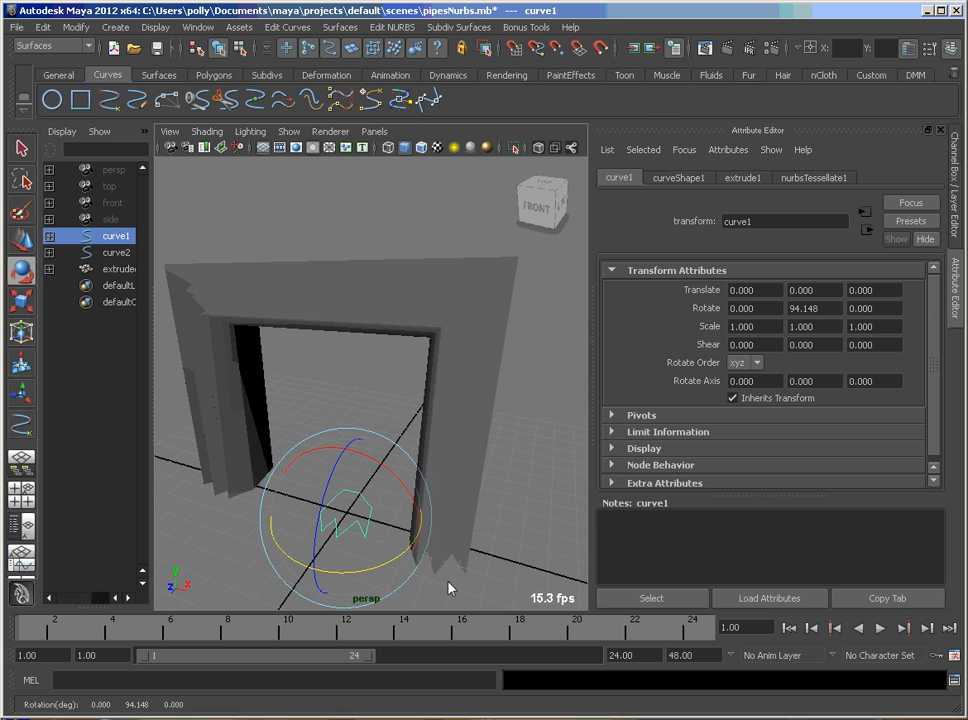 Autodesk Maya 2012 x64: C:\Users\polly\Documents\maya\projects\default\scenes\pipesNurbs.mb* --- curve1
File Edit Modify Create Display Window Assets Edit Curves Surfaces Edit NURBS Subdiv Surfaces Bonus Tools Help
Surfaces X: Y:
General Curves Surfaces Polygons Subdivs Deformation Animation Dynamics Rendering PaintEffects Toon Muscle Fluids Fur Hair nCloth Custom DMM
Display Show »
View Shading Lighting Show Renderer Panels
Attribute Editor
List Selected Focus Attributes Show Help
persp
top
front
side
curve1
curve2
extrude
defaultL
defaultO
FRONT
curve1 curveShape1 extrude1 nurbsTessellate1
Focus
transform: curve1 Presets
Show Hide
Transform Attributes
Translate 0.000 0.000 0.000
Rotate 0.000 94.148 0.000
Scale 1.000 1.000 1.000
Shear 0.000 0.000 0.000
Rotate Order xyz
Rotate Axis 0.000 0.000 0.000
Inherits Transform
Pivots
Limit Information
Display
Node Behavior
Extra Attributes
Notes: curve1
Select Load Attributes Copy Tab
Channel Box / Layer Editor
Attribute Editor
y
z x
persp
15.3 fps
2 4 6 8 10 12 14 16 18 20 22 24 1.00
1.00 1.00 1 24 24.00 48.00 No Anim Layer No Character Set
MEL
Rotation(deg): 0.000 94.148 0.000